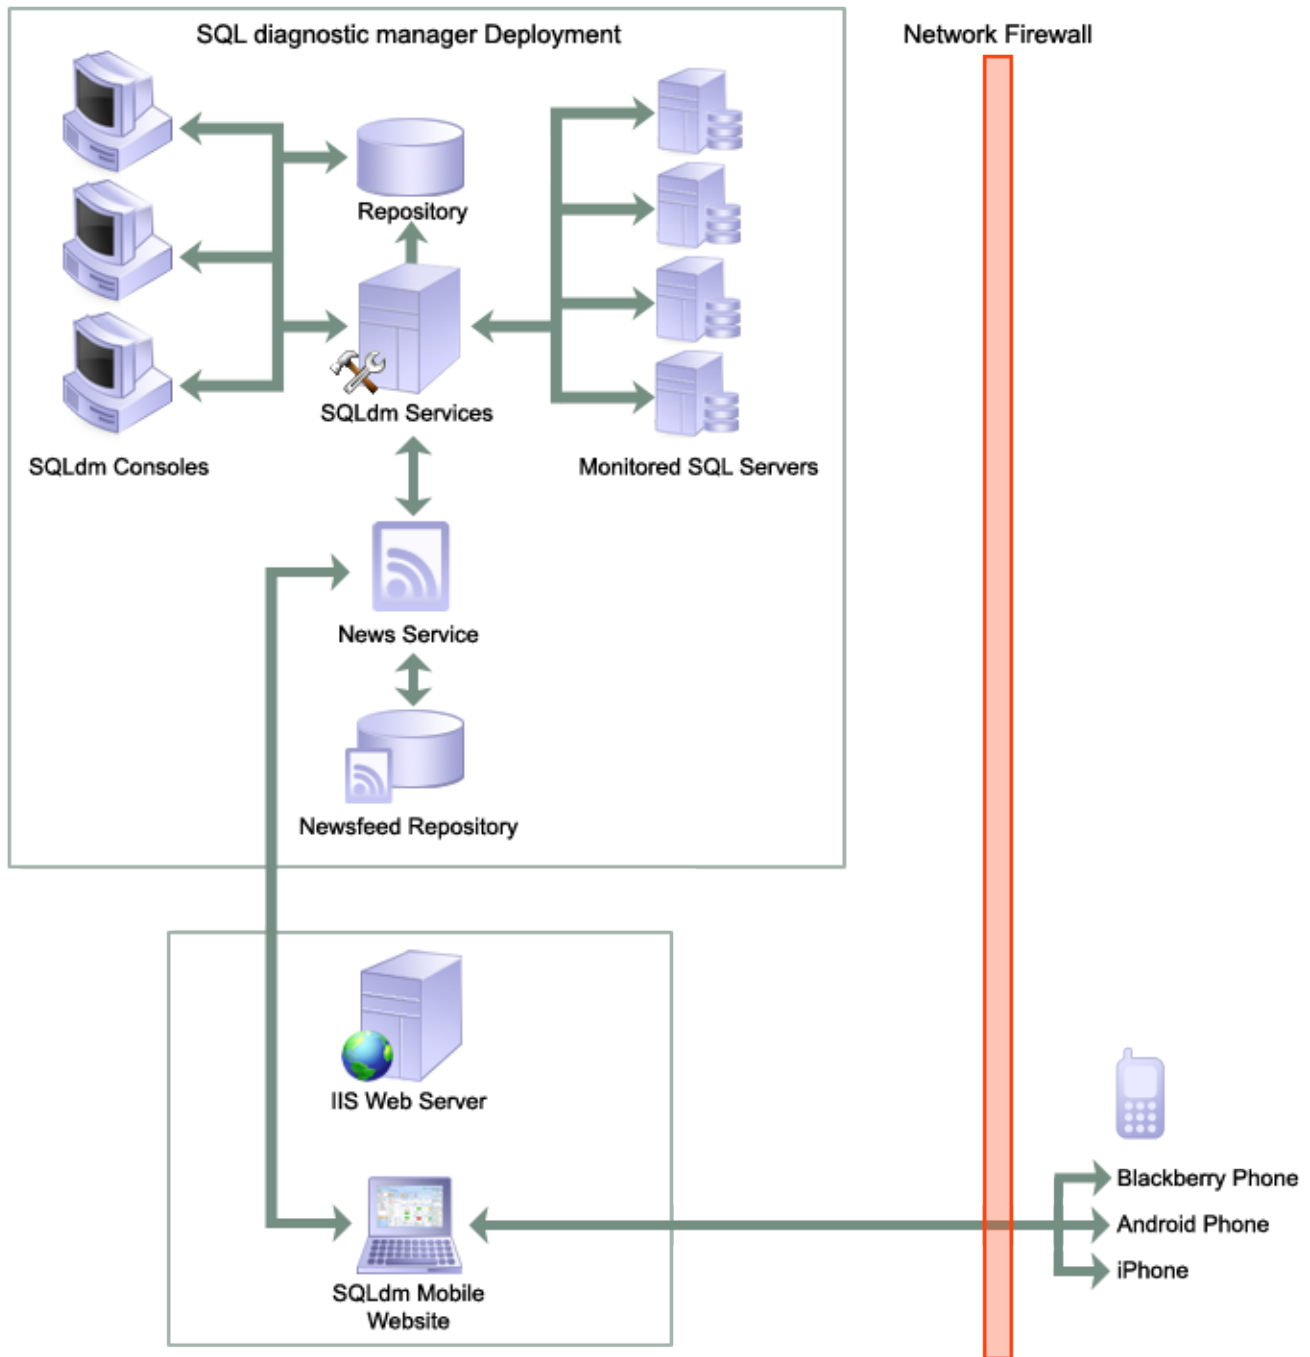 SQL diagnostic manager Deployment
Network Firewall
Repository
SQLdm Services
SQLdm Consoles
Monitored SQL Servers
News Service
Newsfeed Repository
IIS Web Server
Blackberry Phone
Android Phone
iPhone
SQLdm Mobile
Website